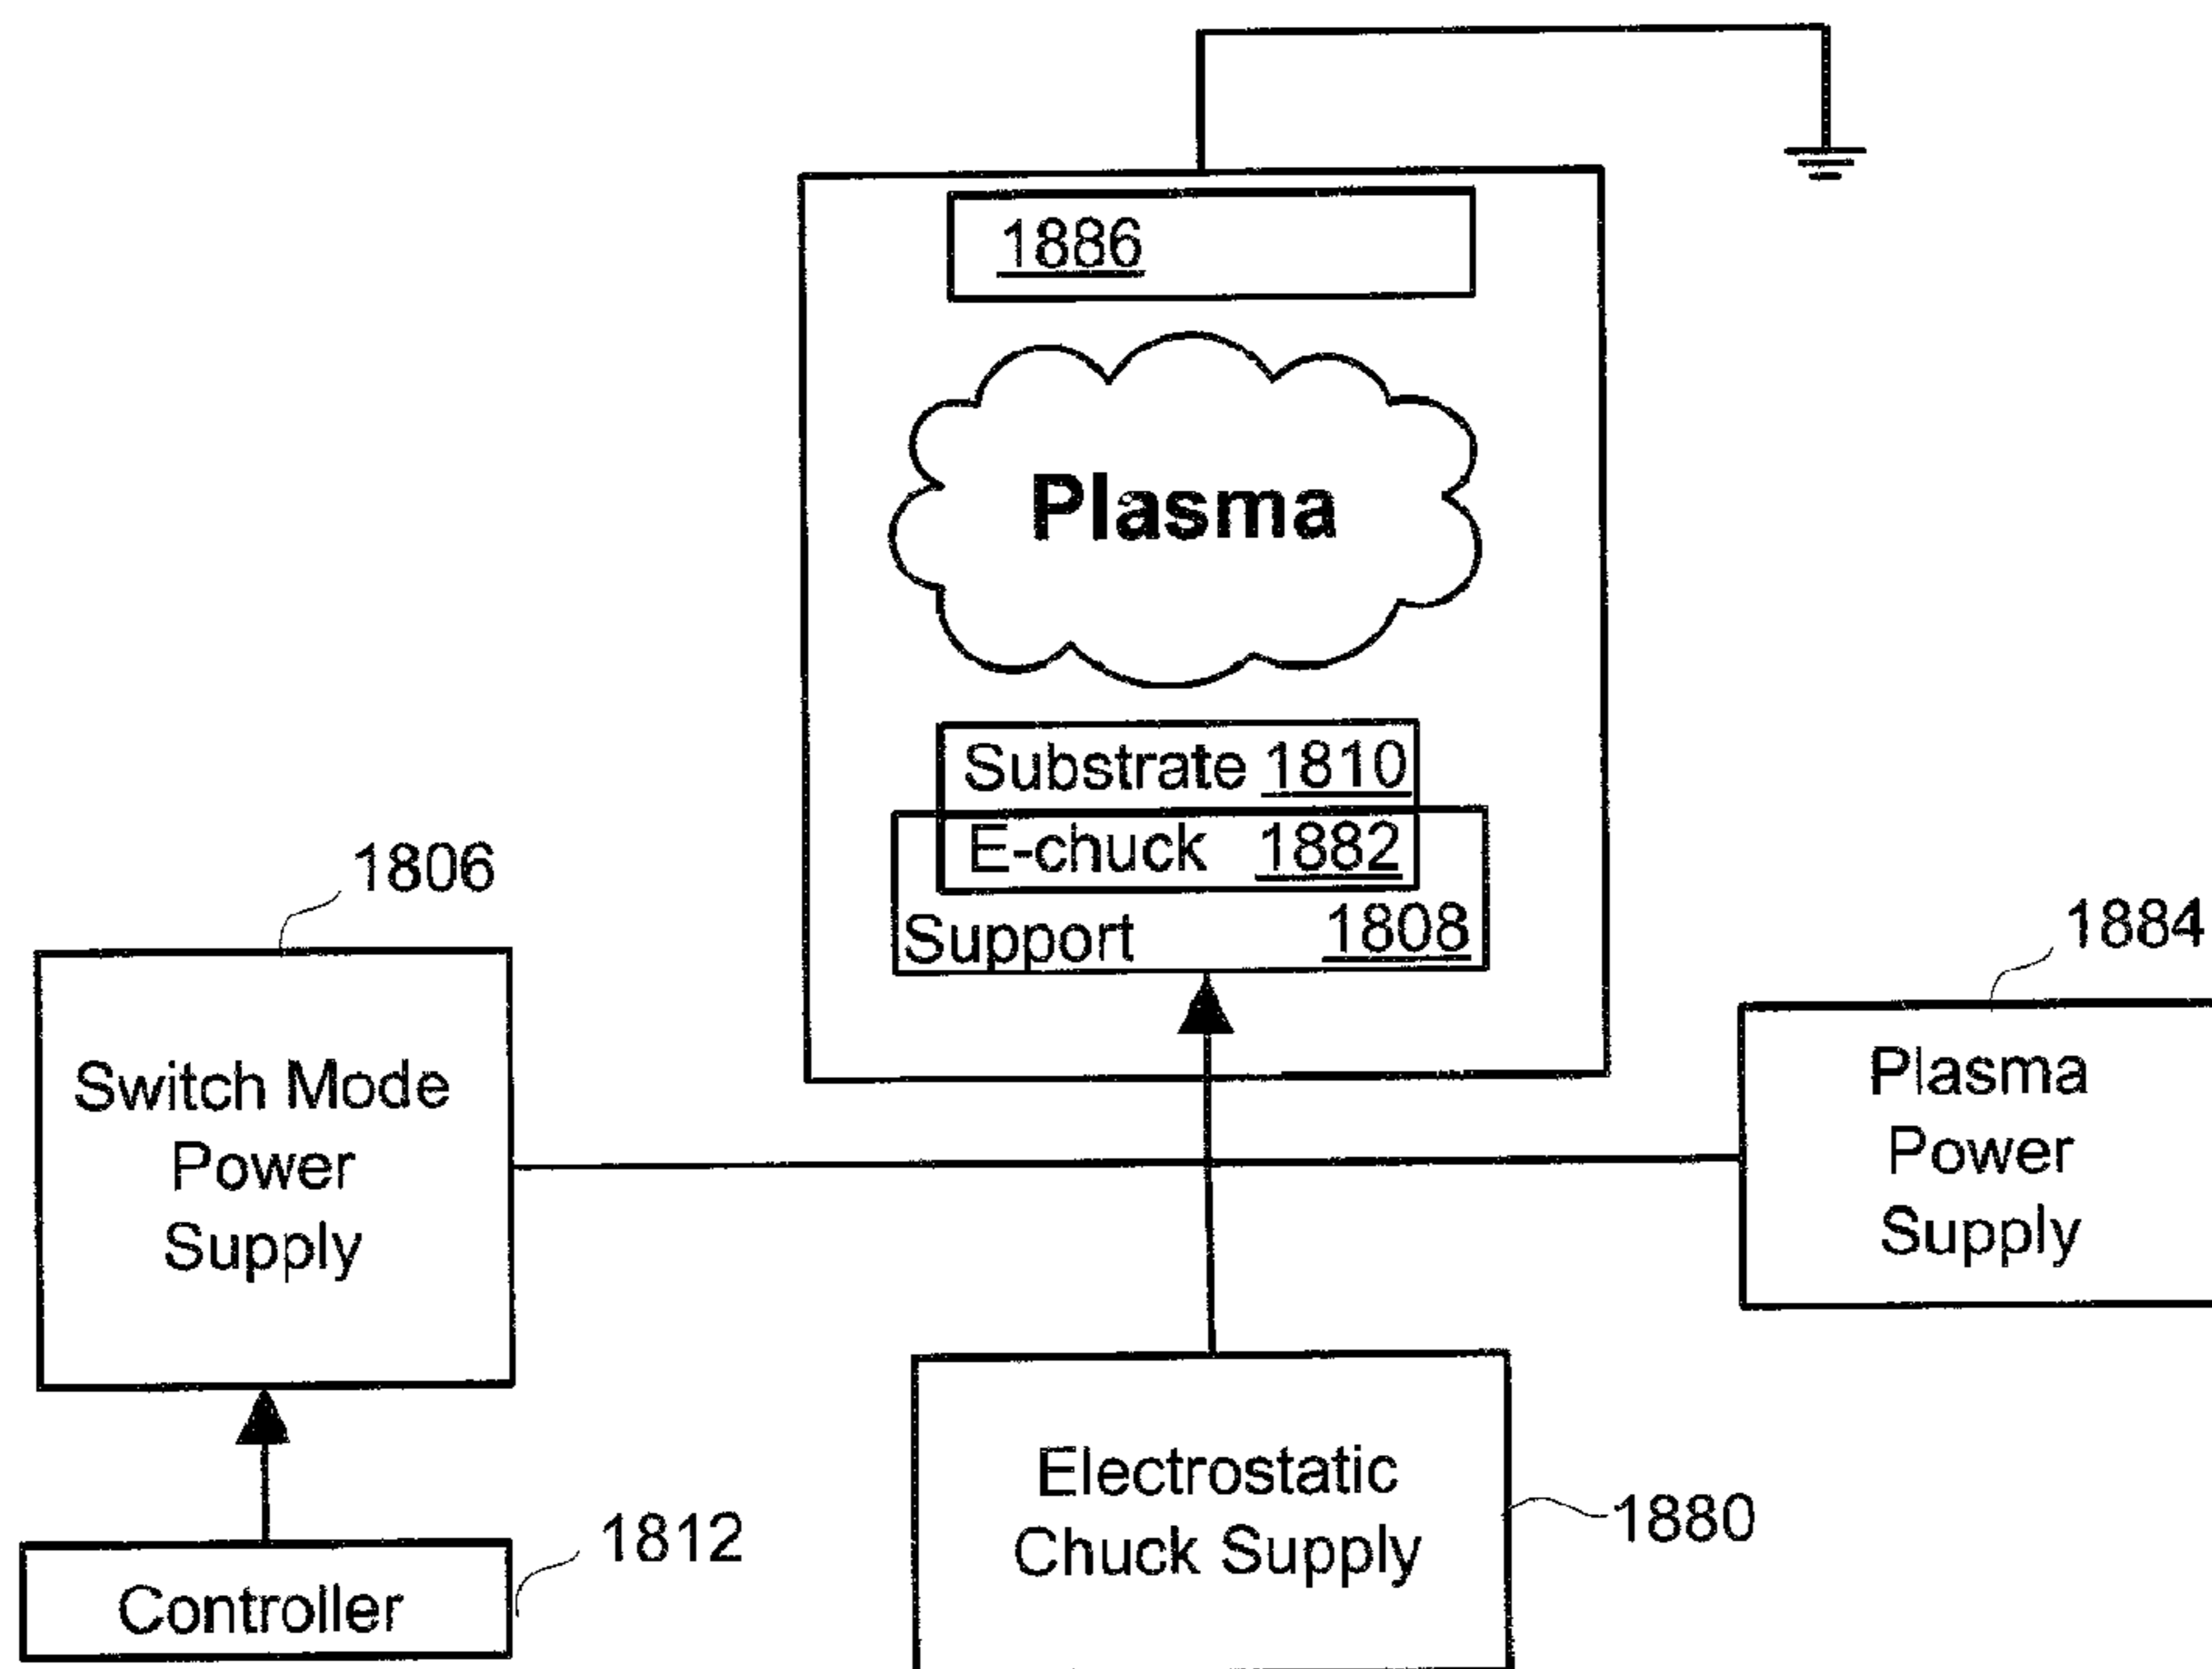 1886
Plasma
Substrate 1810
E-chuck 1882
Support 1808
1806
Switch Mode
Power
Supply
1884
Plasma
Power
Supply
Electrostatic
Chuck Supply
1880
1812
Controller